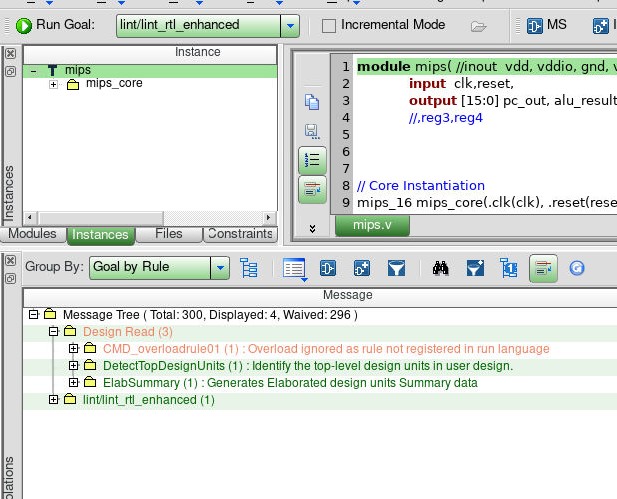 Run Goal: lint/lint_rtl_enhanced Incremental Mode MS
Instance
mips
mips_core
Instances
Modules Instances Files Constraints
1 module mips( //inout vdd, vddio, gnd,
2 input clk,reset,
3 output [15:0] pc_out, alu_result
4 //,reg3,reg4
5
6
7
8 // Core Instantiation
9 mips_16 mips_core(.clk(clk), .reset(rese
mips.v
Group By: Goal by Rule
Message
Message Tree ( Total: 300, Displayed: 4, Waived: 296 )
Design Read (3)
CMD_overloadrule01 (1) : Overload ignored as rule not registered in run language
DetectTopDesignUnits (1) : Identify the top-level design units in user design.
ElabSummary (1) : Generates Elaborated design units Summary data
lint/lint_rtl_enhanced (1)
olations